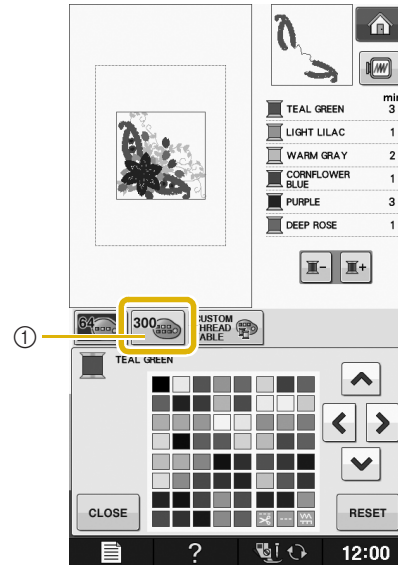 min
TEAL GREEN 3
LIGHT LILAC 1
WARM GRAY 2
CORNFLOWER
BLUE 1
PURPLE 3
DEEP ROSE 1
- +
64 300 CUSTOM
THREAD
TABLE
①
TEAL GREEN
CLOSE RESET
? 12:00